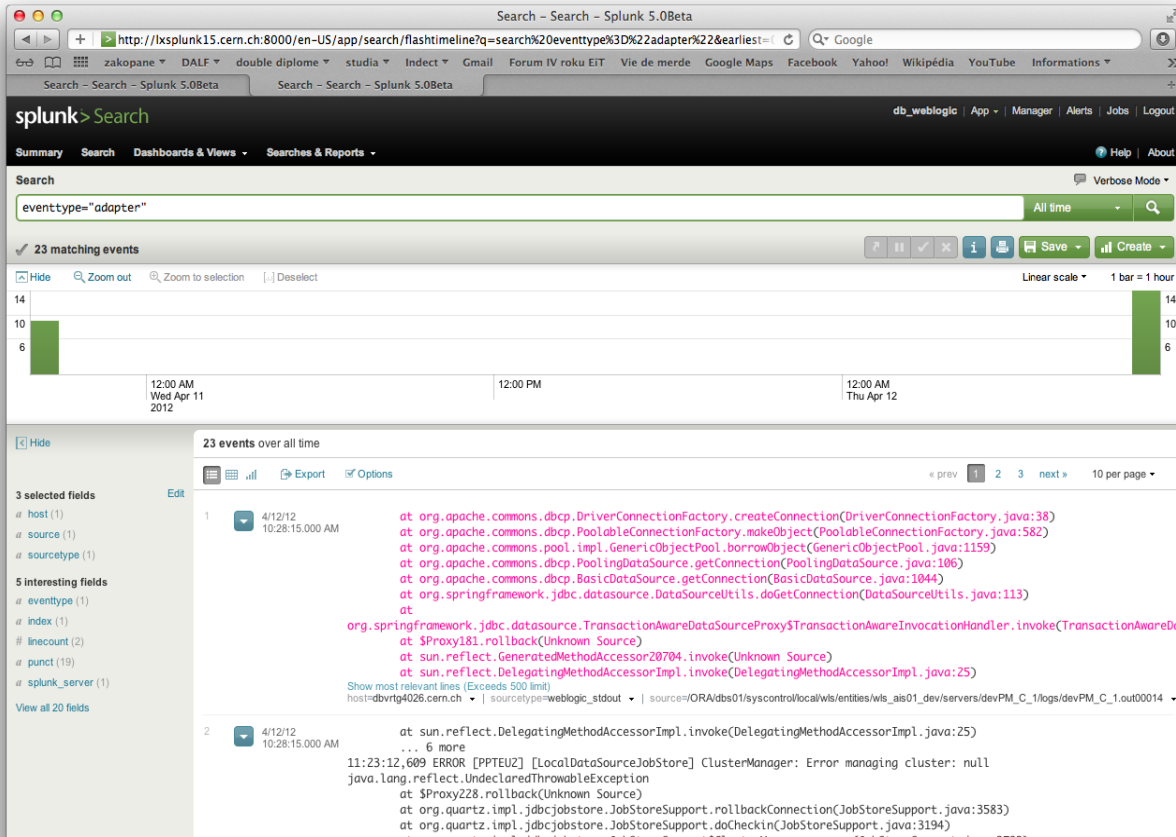 Search – Search – Splunk 5.0Beta
http://lxsplunk15.cern.ch:8000/en-US/app/search/flashtimeline?q=search%20eventtype%3D%22adapter%22&earliest=
Google
zakopane DALF double diplome studia Indect Gmail Forum IV roku EiT Vie de merde Google Maps Facebook Yahoo! Wikipédia YouTube Informations
Search – Search – Splunk 5.0Beta Search – Search – Splunk 5.0Beta
splunk> Search
db_weblogic | App | Manager | Alerts | Jobs | Logout
Summary Search Dashboards & Views Searches & Reports
Help | About
Search
Verbose Mode
eventtype="adapter"
All time
23 matching events
Save Create
Hide Zoom out Zoom to selection Deselect
Linear scale 1 bar = 1 hour
14 14
10 10
6 6
12:00 AM 12:00 PM 12:00 AM
Wed Apr 11 Thu Apr 12
2012
Hide
23 events over all time
Export Options
« prev 1 2 3 next » 10 per page
3 selected fields Edit
a host (1)
a source (1)
a sourcetype (1)
5 interesting fields
a eventtype (1)
a index (1)
# linecount (2)
a punct (19)
a splunk_server (1)
View all 20 fields
1 4/12/12
10:28:15.000 AM
at org.apache.commons.dbcp.DriverConnectionFactory.createConnection(DriverConnectionFactory.java:38)
at org.apache.commons.dbcp.PoolableConnectionFactory.makeObject(PoolableConnectionFactory.java:582)
at org.apache.commons.pool.impl.GenericObjectPool.borrowObject(GenericObjectPool.java:1159)
at org.apache.commons.dbcp.PoolingDataSource.getConnection(PoolingDataSource.java:106)
at org.apache.commons.dbcp.BasicDataSource.getConnection(BasicDataSource.java:1044)
at org.springframework.jdbc.datasource.DataSourceUtils.doGetConnection(DataSourceUtils.java:113)
at
org.springframework.jdbc.datasource.TransactionAwareDataSourceProxy$TransactionAwareInvocationHandler.invoke(TransactionAwareDa
at $Proxy181.rollback(Unknown Source)
at sun.reflect.GeneratedMethodAccessor20704.invoke(Unknown Source)
at sun.reflect.DelegatingMethodAccessorImpl.invoke(DelegatingMethodAccessorImpl.java:25)
Show most relevant lines (Exceeds 500 limit)
host=dbvrtg4026.cern.ch | sourcetype=weblogic_stdout | source=/ORA/dbs01/syscontrol/local/wls/entities/wls_ais01_dev/servers/devPM_C_1/logs/devPM_C_1.out00014
2 4/12/12
10:28:15.000 AM
at sun.reflect.DelegatingMethodAccessorImpl.invoke(DelegatingMethodAccessorImpl.java:25)
... 6 more
11:23:12,609 ERROR [PPTEU2] [LocalDataSourceJobStore] ClusterManager: Error managing cluster: null
java.lang.reflect.UndeclaredThrowableException
at $Proxy228.rollback(Unknown Source)
at org.quartz.impl.jdbcjobstore.JobStoreSupport.rollbackConnection(JobStoreSupport.java:3583)
at org.quartz.impl.jdbcjobstore.JobStoreSupport.doCheckin(JobStoreSupport.java:3194)